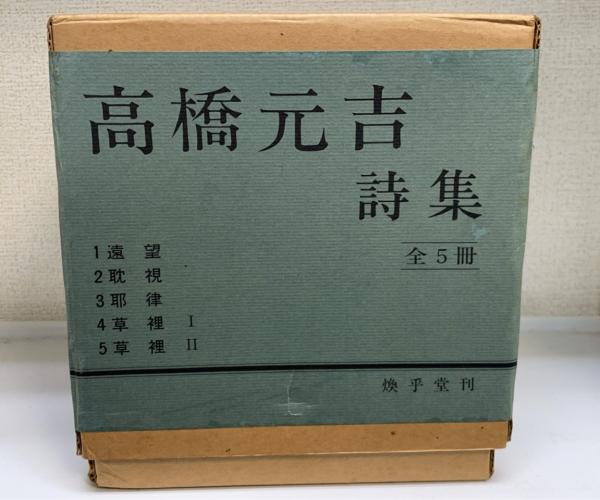 高橋元吉
詩集
全5冊
1遠望
2耽視
3耶律
4草裡 I
5草裡 II
煥乎堂刊